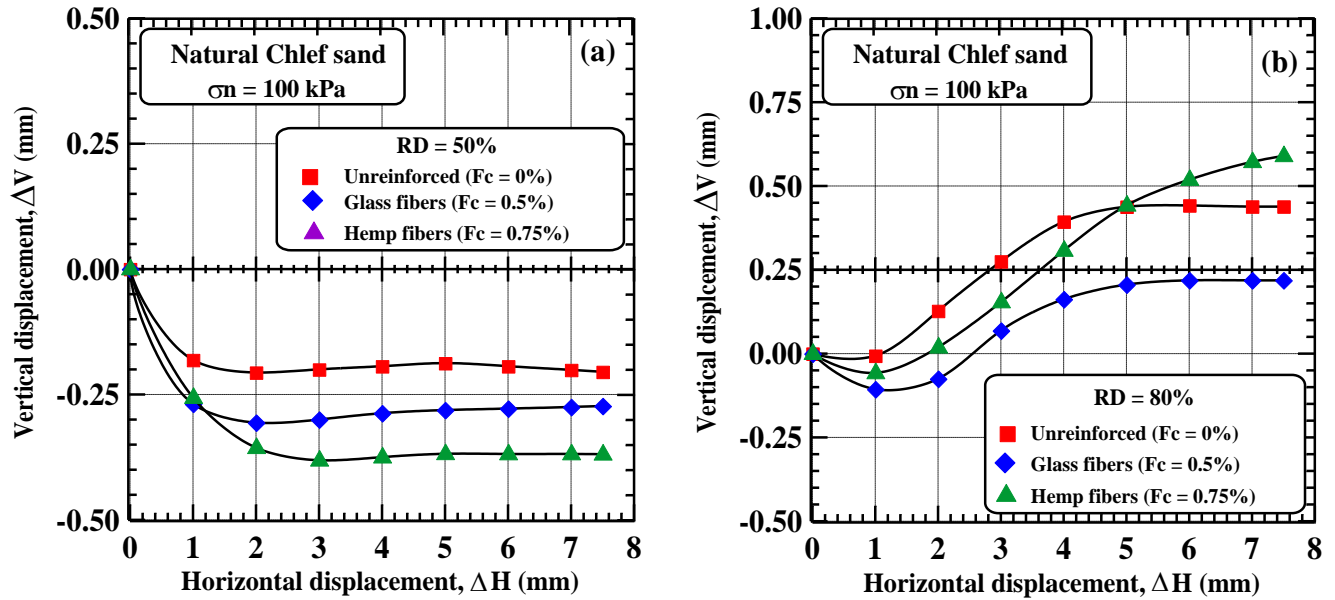 (a)
Natural Chlef sand
σn = 100 kPa
RD = 50%
Unreinforced (Fc = 0%)
Glass fibers (Fc = 0.5%)
Hemp fibers (Fc = 0.75%)
Vertical displacement, ΔV (mm)
0.50
0.25
0.00
-0.25
-0.50
0 1 2 3 4 5 6 7 8
Horizontal displacement, ΔH (mm)
(b)
Natural Chlef sand
σn = 100 kPa
RD = 80%
Unreinforced (Fc = 0%)
Glass fibers (Fc = 0.5%)
Hemp fibers (Fc = 0.75%)
Vertical displcement, ΔV (mm)
1.00
0.75
0.50
0.25
0.00
-0.25
-0.50
0 1 2 3 4 5 6 7 8
Horizontal displacement, ΔH (mm)